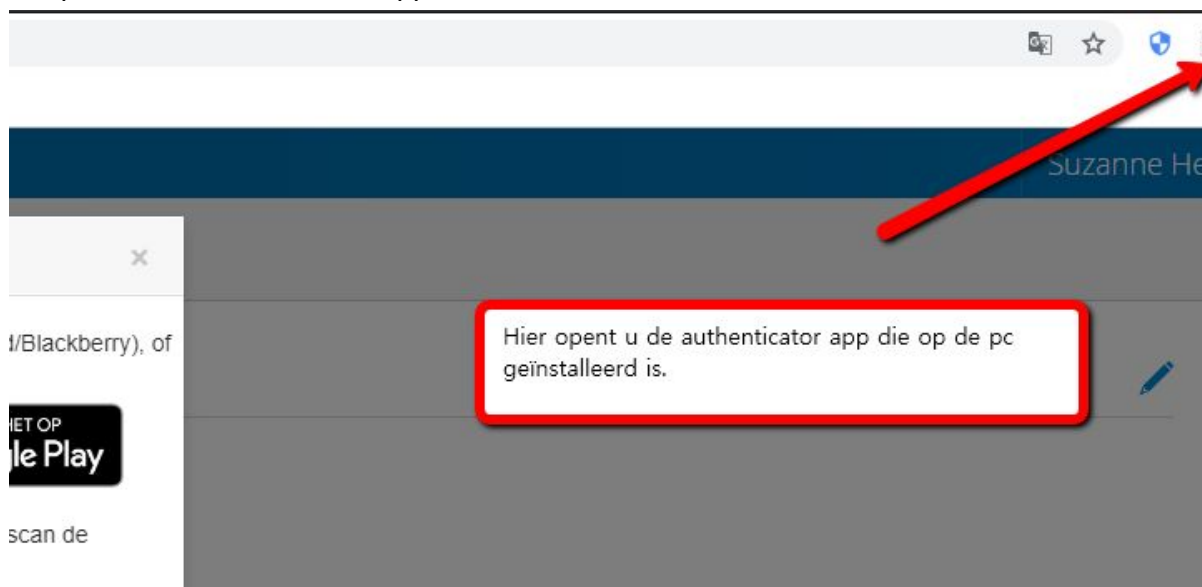 Suzanne He
d/Blackberry), of
Hier opent u de authenticator app die op de pc
geïnstalleerd is.
HET OP
gle Play
scan de